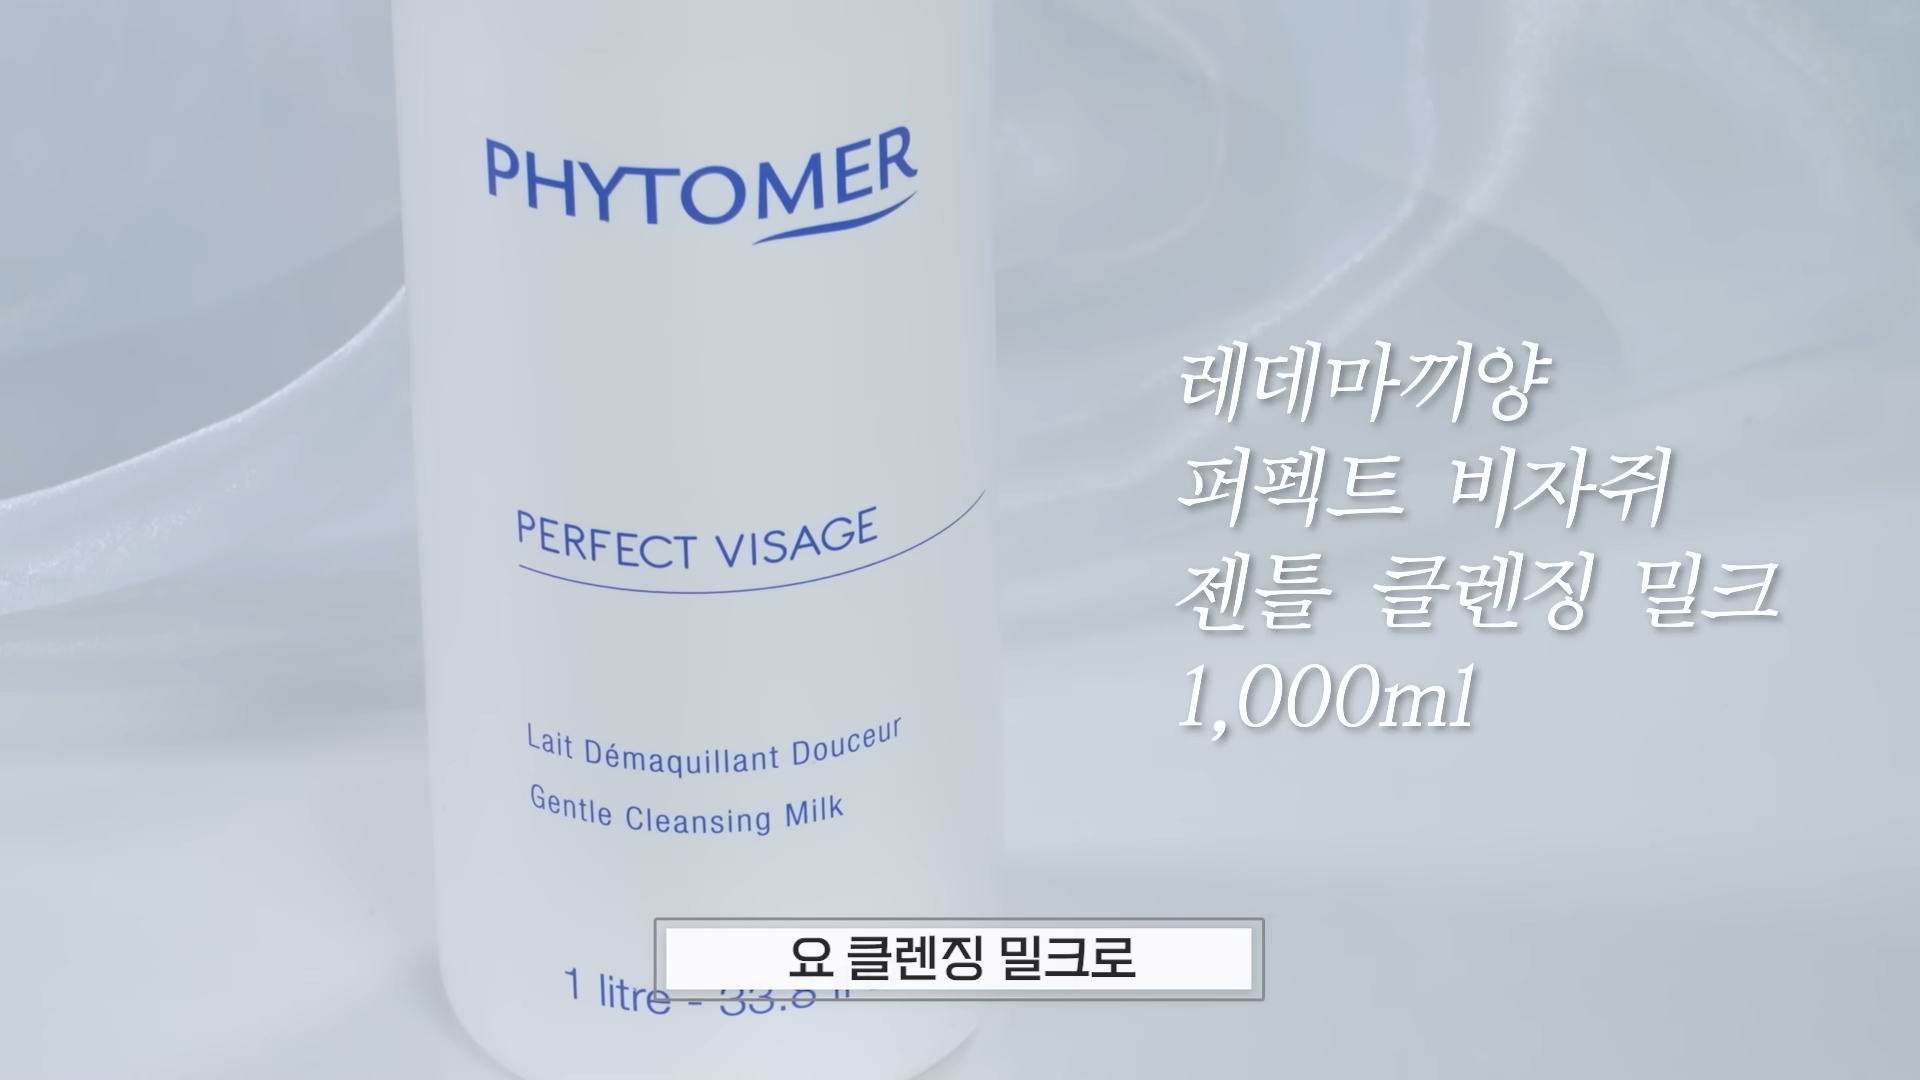 PHYTOMER
PERFECT VISAGE
Lait Démaquillant Douceur
Gentle Cleansing Milk
1 litre - 33.8
레데마끼양
퍼펙트 비자쥐
젠틀 클렌징 밀크
1,000ml
요 클렌징 밀크로